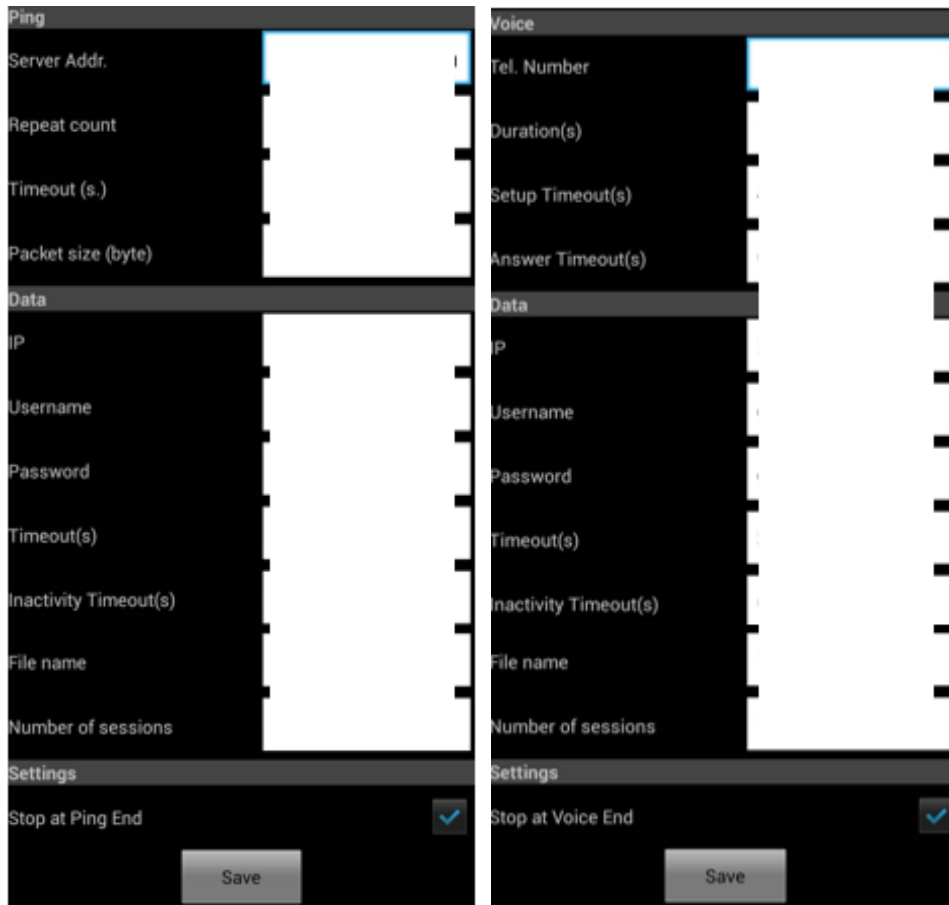 Ping
Server Addr.
Repeat count
Timeout (s.)
Packet size (byte)
Data
IP
Username
Password
Timeout(s)
Inactivity Timeout(s)
File name
Number of sessions
Settings
Stop at Ping End
Save
Voice
Tel. Number
Duration(s)
Setup Timeout(s)
Answer Timeout(s)
Data
IP
Username
Password
Timeout(s)
Inactivity Timeout(s)
File name
Number of sessions
Settings
Stop at Voice End
Save